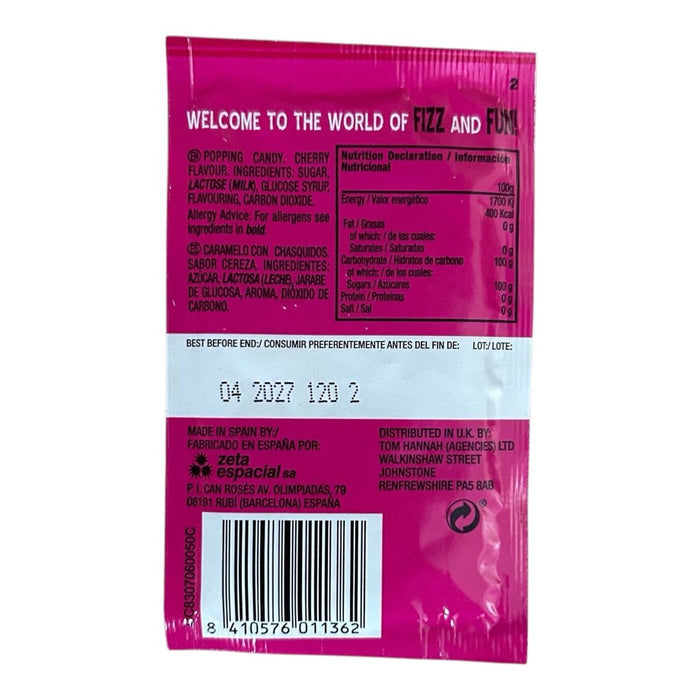 2
WELCOME TO THE WORLD OF FIZZ AND FUN!
EN POPPING CANDY. CHERRY
FLAVOUR. INGREDIENTS: SUGAR,
LACTOSE (MILK), GLUCOSE SYRUP,
FLAVOURING, CARBON DIOXIDE.
Allergy Advice: For allergens see
ingredients in bold.
ES CARAMELO CON CHASQUIDOS.
SABOR CEREZA. INGREDIENTES:
AZÚCAR, LACTOSA (LECHE), JARABE
DE GLUCOSA, AROMA, DIÓXIDO DE
CARBONO.
Nutrition Declaration / Información
Nutricional
100g
Energy / Valor energético 1700 Kj
400 Kcal
Fat / Grasas 0 g
of which: / de las cuales:
Saturates / Saturadas 0 g
Carbohydrate / Hidratos de carbono 100 g
of which: / de los cuales:
Sugars / Azúcares 100 g
Protein / Proteínas 0 g
Salt / Sal 0 g
BEST BEFORE END:/ CONSUMIR PREFERENTEMENTE ANTES DEL FIN DE: LOT:/ LOTE:
04 2027 120 2
MADE IN SPAIN BY:/
FABRICADO EN ESPAÑA POR:
zeta
espacial sa
P. I. CAN ROSÉS AV. OLIMPIADAS, 79
08191 RUBÍ (BARCELONA) ESPAÑA
DISTRIBUTED IN U.K. BY:
TOM HANNAH (AGENCIES) LTD
WALKINSHAW STREET
JOHNSTONE
RENFREWSHIRE PA5 8AB
®
8 410576 011362